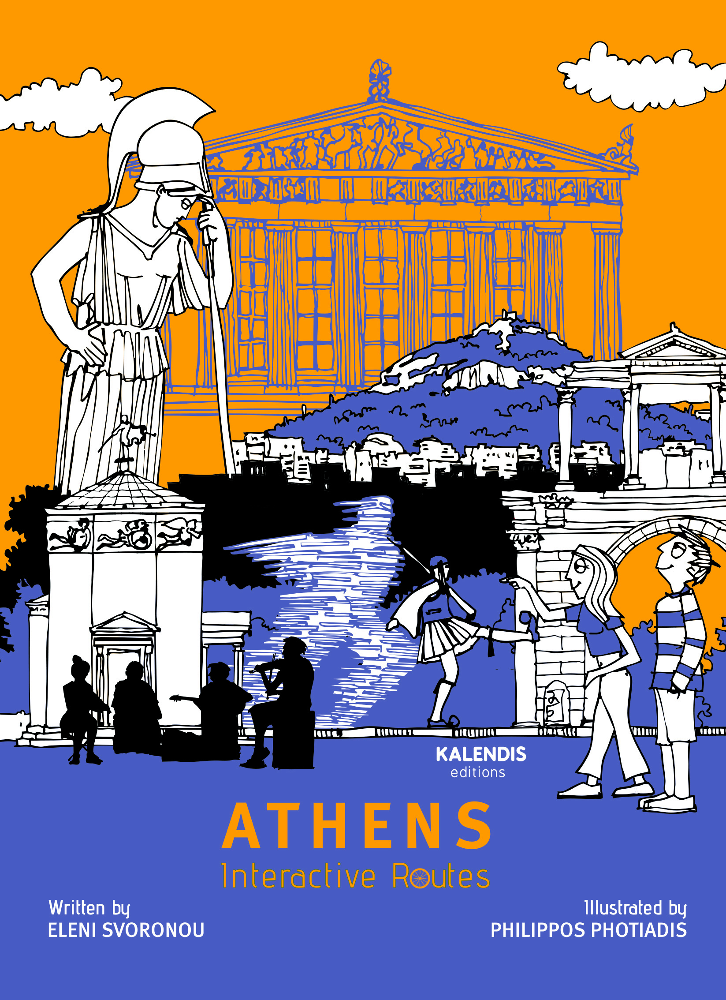 KALENDIS
editions
ATHENS
Interactive Routes
Written by
ELENI SVORONOU
Illustrated by
PHILIPPOS PHOTIADIS